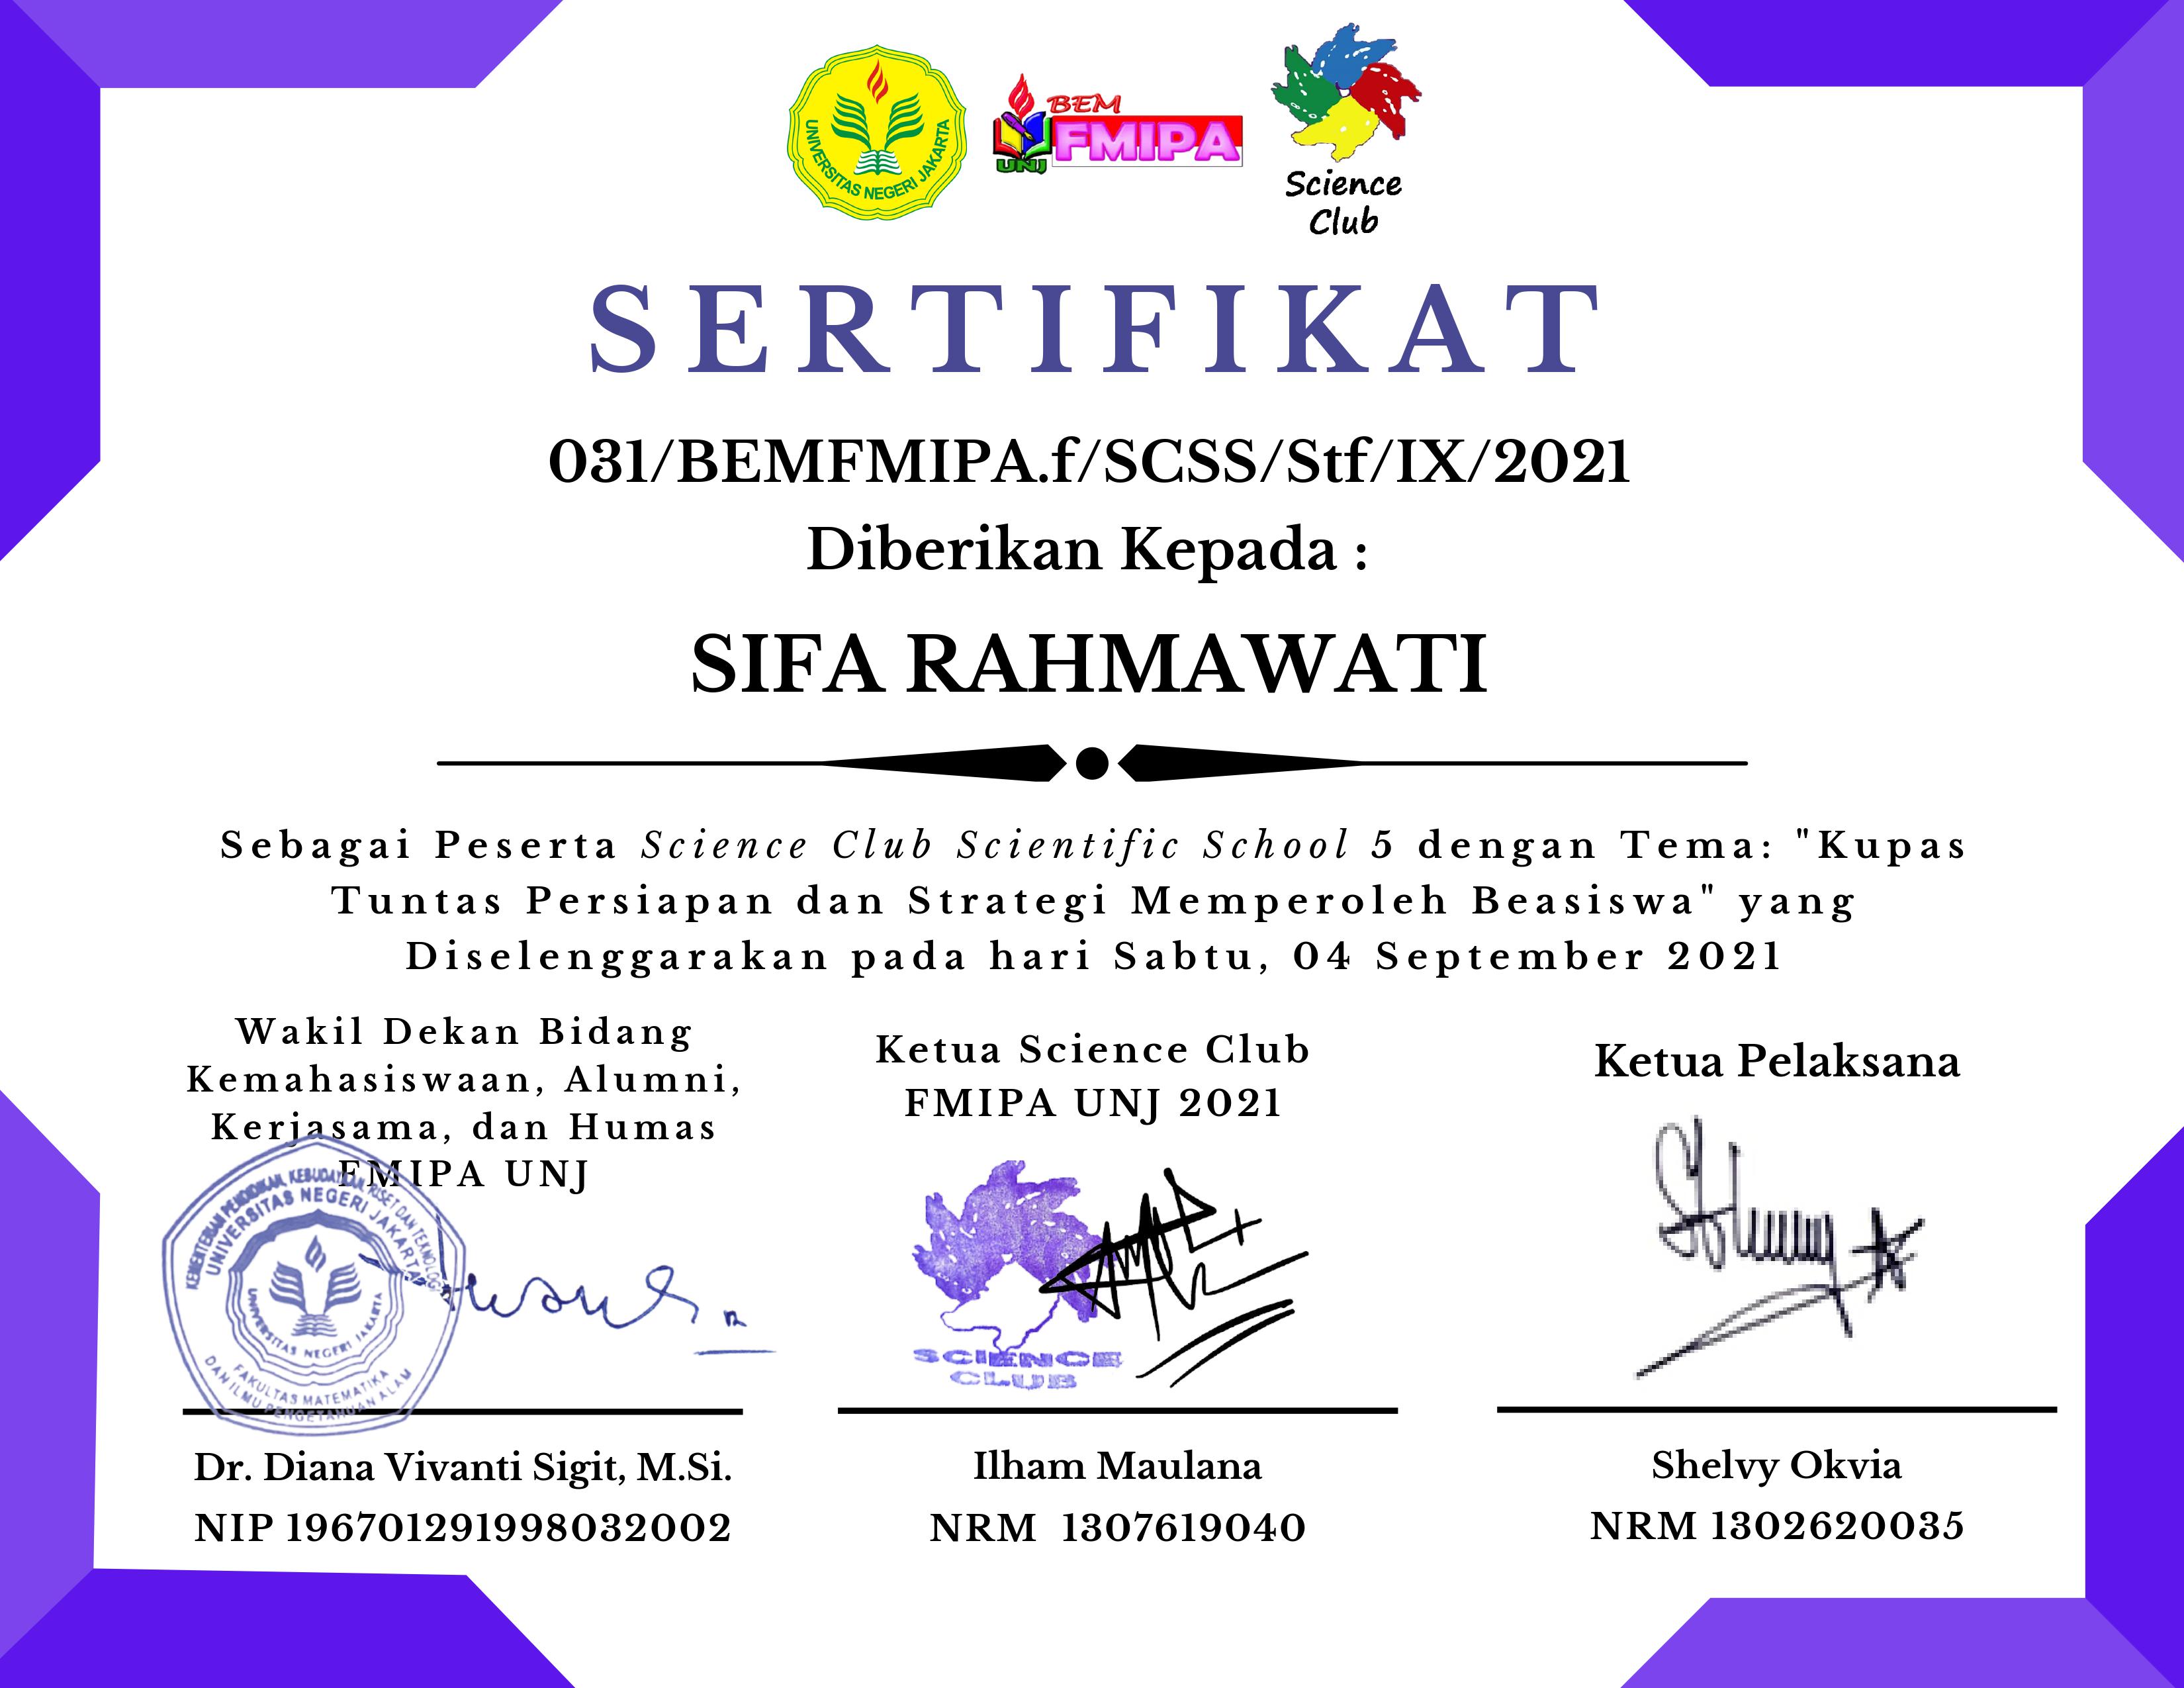 UNIVERSITAS NEGERI JAKARTA
BEM
FMIPA
UNJ
Science
Club
SERTIFIKAT
031/BEMFMIPA.f/SCSS/Stf/IX/2021
Diberikan Kepada :
SIFA RAHMAWATI
Sebagai Peserta Science Club Scientific School 5 dengan Tema: "Kupas
Tuntas Persiapan dan Strategi Memperoleh Beasiswa" yang
Diselenggarakan pada hari Sabtu, 04 September 2021
Wakil Dekan Bidang
Kemahasiswaan, Alumni,
Kerjasama, dan Humas
FMIPA UNJ
KEMENTERIAN PENDIDIKAN, KEBUDAYAAN, RISET DAN TEKNOLOGI
UNIVERSITAS NEGERI JAKARTA
UNIVERSITAS NEGERI JAKARTA
FAKULTAS MATEMATIKA
DAN ILMU PENGETAHUAN ALAM
Dr. Diana Vivanti Sigit, M.Si.
NIP 196701291998032002
Ketua Science Club
FMIPA UNJ 2021
SCIENCE
CLUB
Ilham Maulana
NRM 1307619040
Ketua Pelaksana
Shelvy Okvia
NRM 1302620035